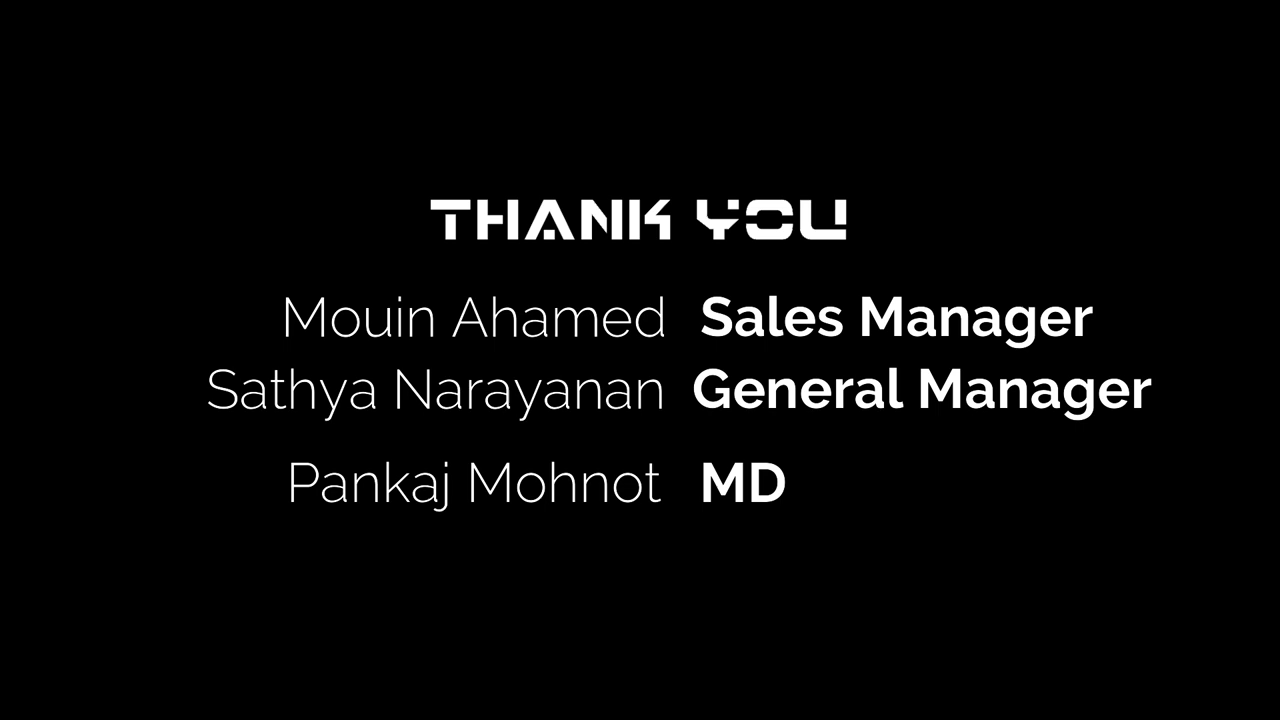 THANK YOU
Mouin Ahamed Sales Manager
Sathya Narayanan General Manager
Pankaj Mohnot MD